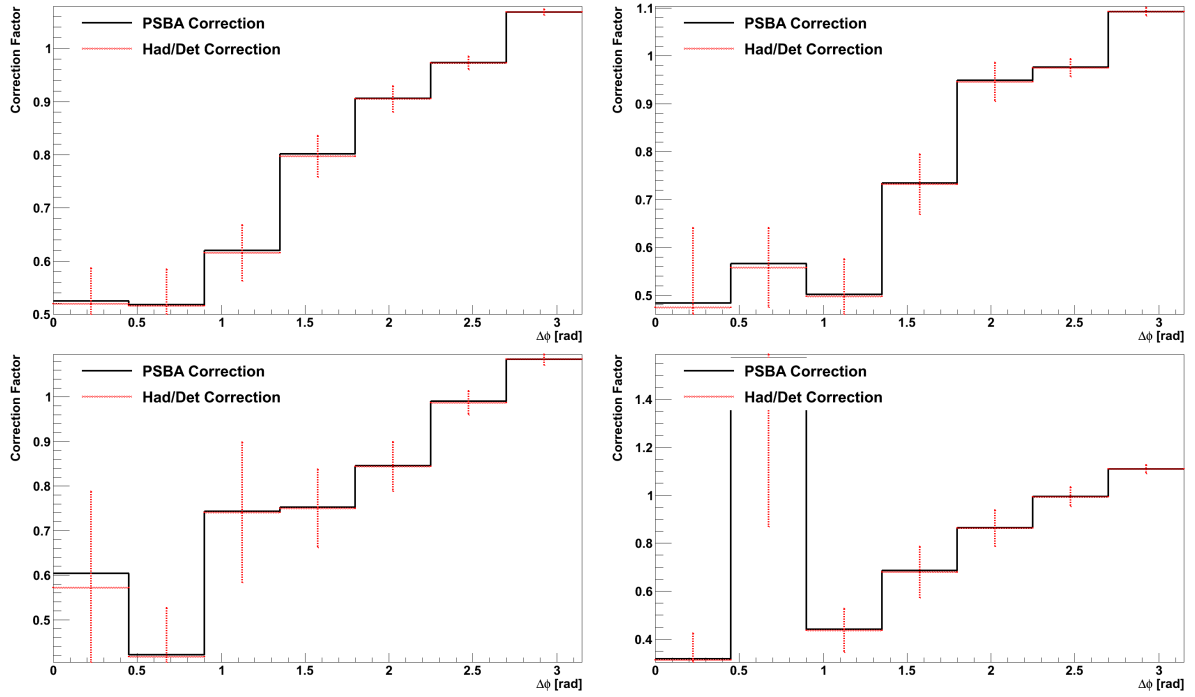 PSBA Correction
Had/Det Correction
Correction Factor
1
0.9
0.8
0.7
0.6
0.5
0 0.5 1 1.5 2 2.5 3
Δϕ [rad]
PSBA Correction
Had/Det Correction
Correction Factor
1.1
1
0.9
0.8
0.7
0.6
0.5
0 0.5 1 1.5 2 2.5 3
Δϕ [rad]
PSBA Correction
Had/Det Correction
Correction Factor
1
0.9
0.8
0.7
0.6
0.5
0 0.5 1 1.5 2 2.5 3
Δϕ [rad]
PSBA Correction
Had/Det Correction
Correction Factor
1.4
1.2
1
0.8
0.6
0.4
0 0.5 1 1.5 2 2.5 3
Δϕ [rad]